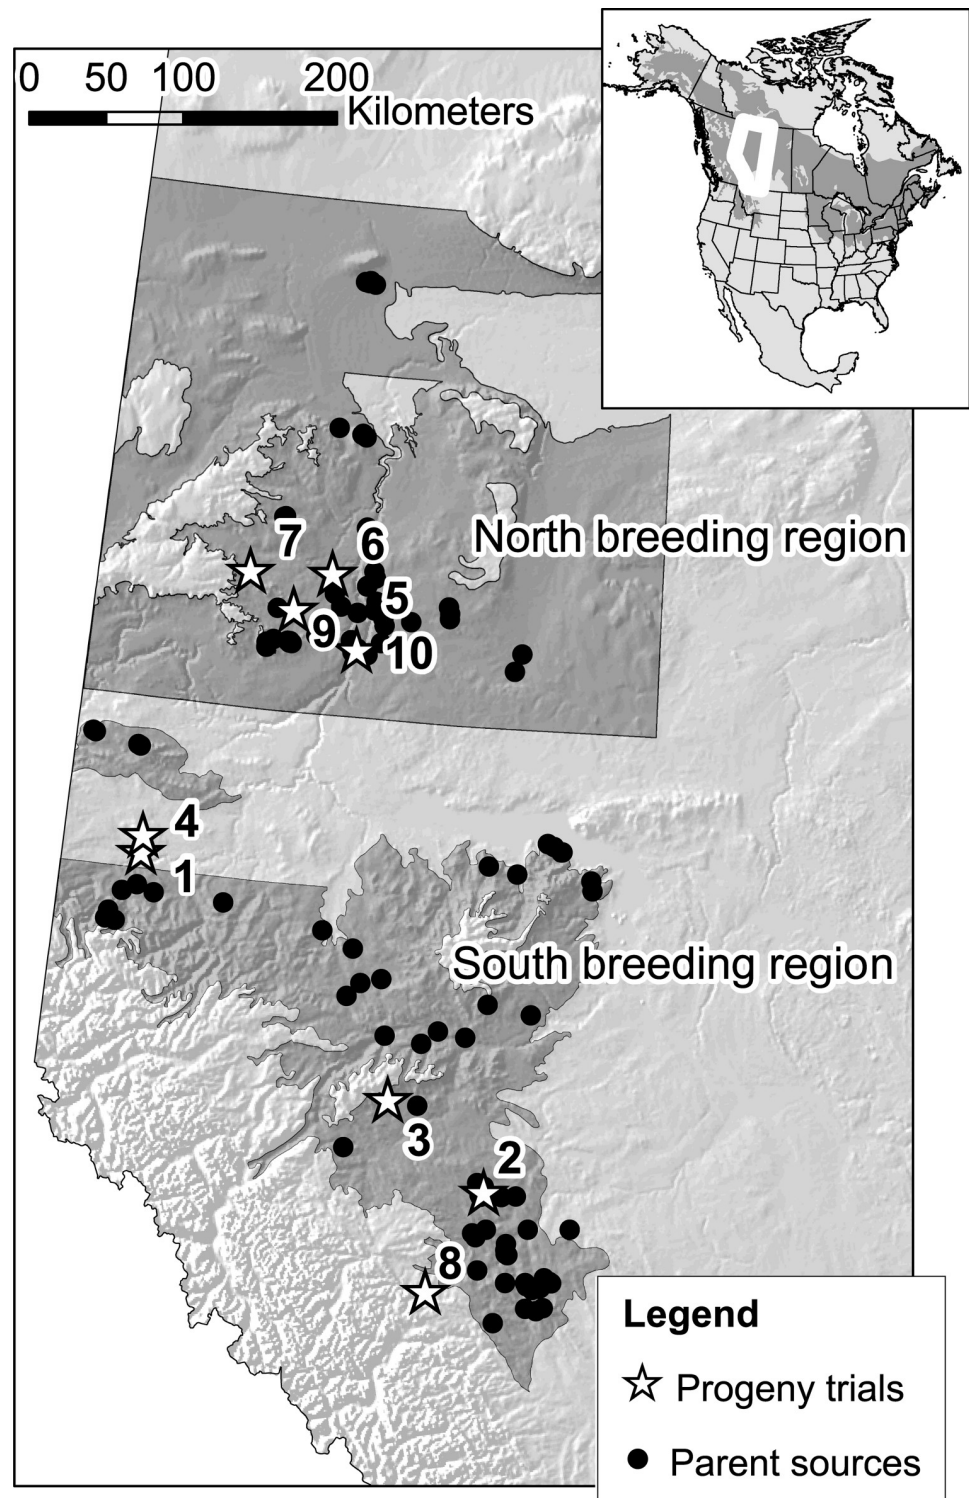 0 50 100 200
Kilometers
7
6
North breeding region
5
9
10
4
1
South breeding region
3
2
8
Legend
Progeny trials
Parent sources